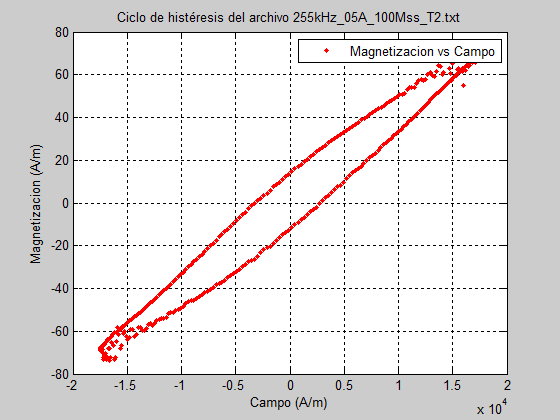 Ciclo de histéresis del archivo 255kHz_05A_100Mss_T2.txt
Magnetizacion vs Campo
80
60
40
20
0
-20
-40
-60
-80
Magnetizacion (A/m)
-2 -1.5 -1 -0.5 0 0.5 1 1.5 2
Campo (A/m)
x 10^4